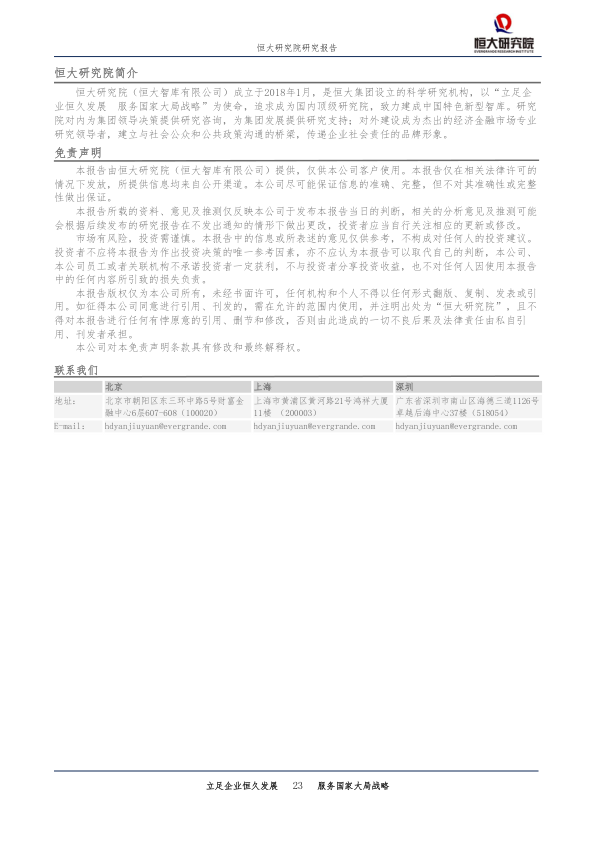 恒大研究院研究报告
恒大研究院
EVERGRANDE RESEARCH INSTITUTE
恒大研究院简介
恒大研究院（恒大智库有限公司）成立于2018年1月，是恒大集团设立的科学研究机构，以“立足企
业恒久发展　服务国家大局战略”为使命，追求成为国内顶级研究院，致力建成中国特色新型智库。研究
院对内为集团领导决策提供研究咨询，为集团发展提供研究支持；对外建设成为杰出的经济金融市场专业
研究领导者，建立与社会公众和公共政策沟通的桥梁，传递企业社会责任的品牌形象。
免责声明
本报告由恒大研究院（恒大智库有限公司）提供，仅供本公司客户使用。本报告仅在相关法律许可的
情况下发放，所提供信息均来自公开渠道。本公司尽可能保证信息的准确、完整，但不对其准确性或完整
性做出保证。
本报告所载的资料、意见及推测仅反映本公司于发布本报告当日的判断，相关的分析意见及推测可能
会根据后续发布的研究报告在不发出通知的情形下做出更改，投资者应当自行关注相应的更新或修改。
市场有风险，投资需谨慎。本报告中的信息或所表述的意见仅供参考，不构成对任何人的投资建议。
投资者不应将本报告为作出投资决策的唯一参考因素，亦不应认为本报告可以取代自己的判断，本公司、
本公司员工或者关联机构不承诺投资者一定获利，不与投资者分享投资收益，也不对任何人因使用本报告
中的任何内容所引致的损失负责。
本报告版权仅为本公司所有，未经书面许可，任何机构和个人不得以任何形式翻版、复制、发表或引
用。如征得本公司同意进行引用、刊发的，需在允许的范围内使用，并注明出处为“恒大研究院”，且不
得对本报告进行任何有悖原意的引用、删节和修改，否则由此造成的一切不良后果及法律责任由私自引
用、刊发者承担。
本公司对本免责声明条款具有修改和最终解释权。
联系我们
北京 上海 深圳
地址： 北京市朝阳区东三环中路5号财富金 上海市黄浦区黄河路21号鸿祥大厦 广东省深圳市南山区海德三道1126号
融中心6层607-608（100020） 11楼 （200003） 卓越后海中心37楼（518054）
E-mail： hdyanjiuyuan@evergrande.com hdyanjiuyuan@evergrande.com hdyanjiuyuan@evergrande.com
立足企业恒久发展 23 服务国家大局战略